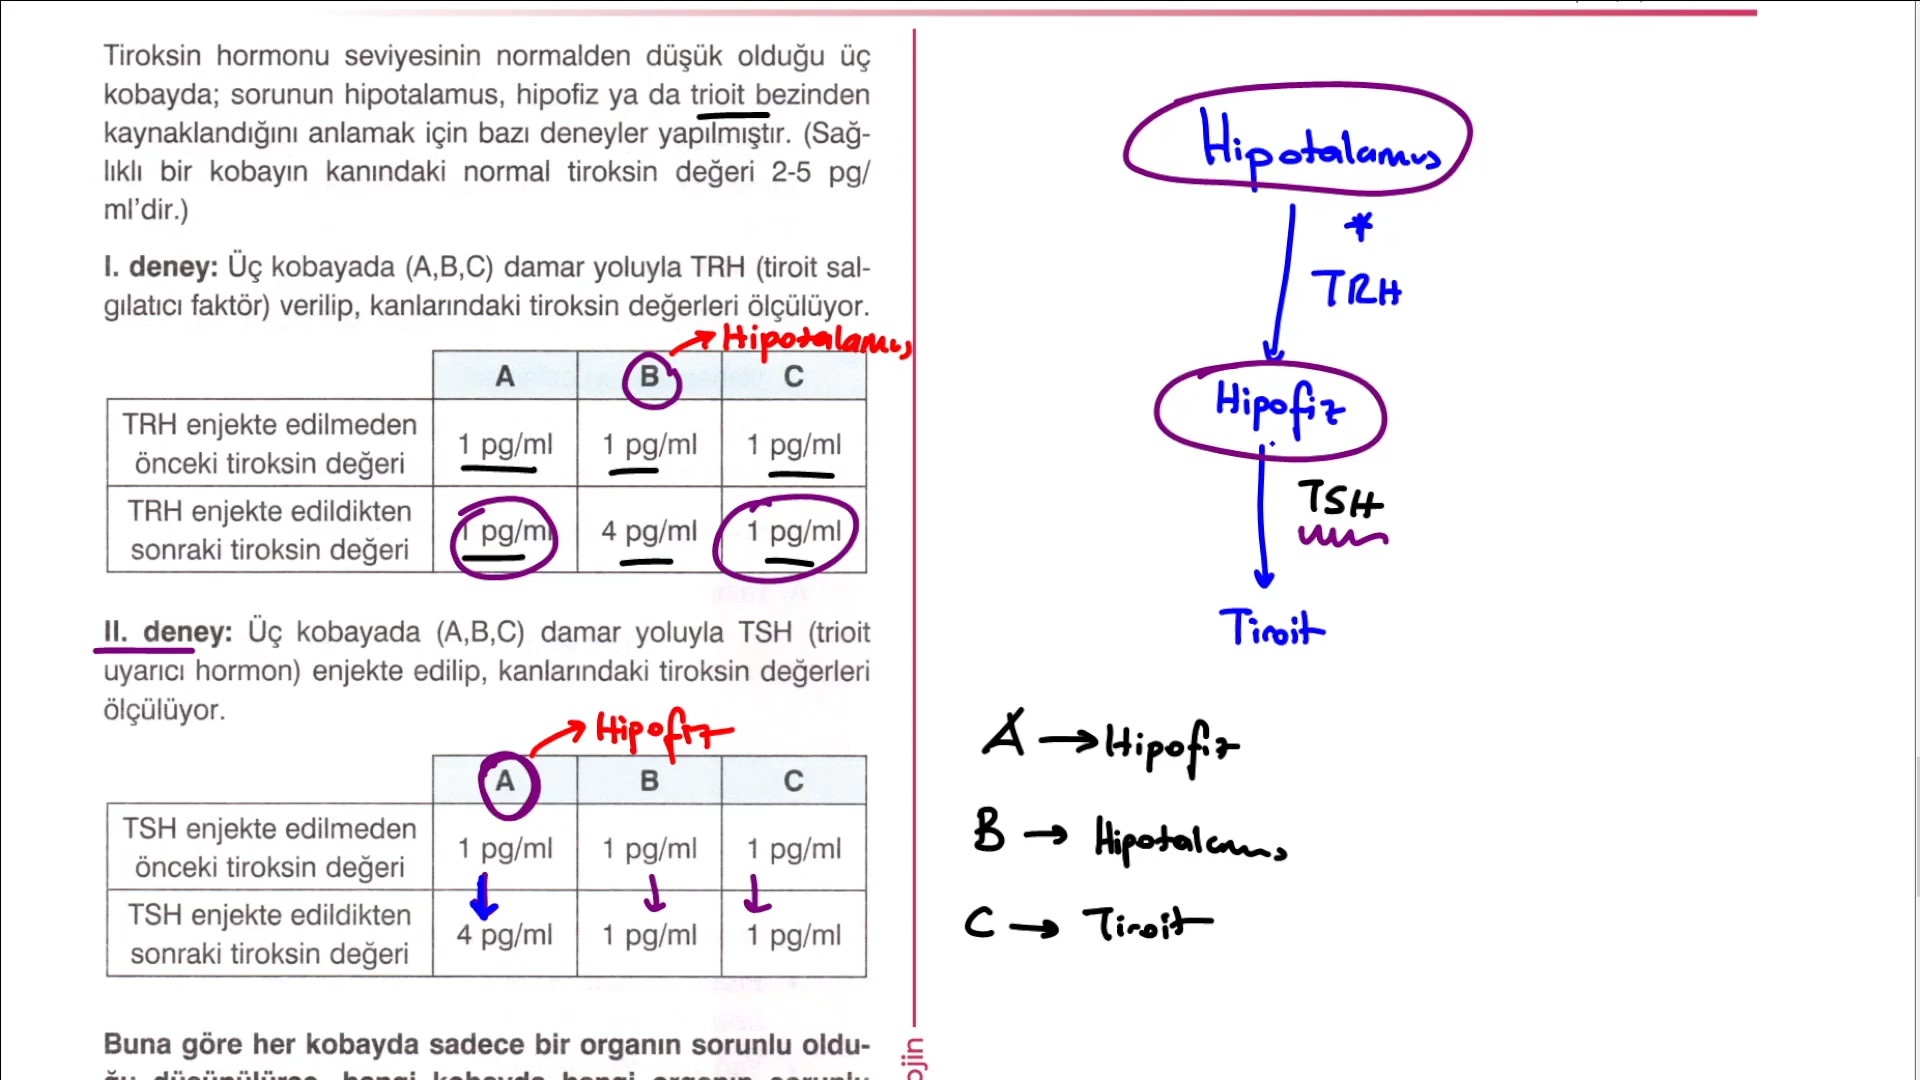 Tiroksin hormonu seviyesinin normalden düşük olduğu üç
kobayda; sorunun hipotalamus, hipofiz ya da trioit bezinden
kaynaklandığını anlamak için bazı deneyler yapılmıştır. (Sağ-
lıklı bir kobayın kanındaki normal tiroksin değeri 2-5 pg/
ml'dir.)
I. deney: Üç kobayada (A,B,C) damar yoluyla TRH (tiroit sal-
gılatıcı faktör) verilip, kanlarındaki tiroksin değerleri ölçülüyor.
Hipotalamus
A B C
TRH enjekte edilmeden
önceki tiroksin değeri
1 pg/ml 1 pg/ml 1 pg/ml
TRH enjekte edildikten
sonraki tiroksin değeri
1 pg/ml 4 pg/ml 1 pg/ml
II. deney: Üç kobayada (A,B,C) damar yoluyla TSH (trioit
uyarıcı hormon) enjekte edilip, kanlarındaki tiroksin değerleri
ölçülüyor.
Hipofiz
A B C
TSH enjekte edilmeden
önceki tiroksin değeri
1 pg/ml 1 pg/ml 1 pg/ml
TSH enjekte edildikten
sonraki tiroksin değeri
4 pg/ml 1 pg/ml 1 pg/ml
Buna göre her kobayda sadece bir organın sorunlu oldu-
ğu düşünülürse, hangi kobayda hangi organın sorunlu
Hipotalamus
*
TRH
Hipofiz
TSH
Tiroit
A → Hipofiz
B → Hipotalamus
C → Tiroit